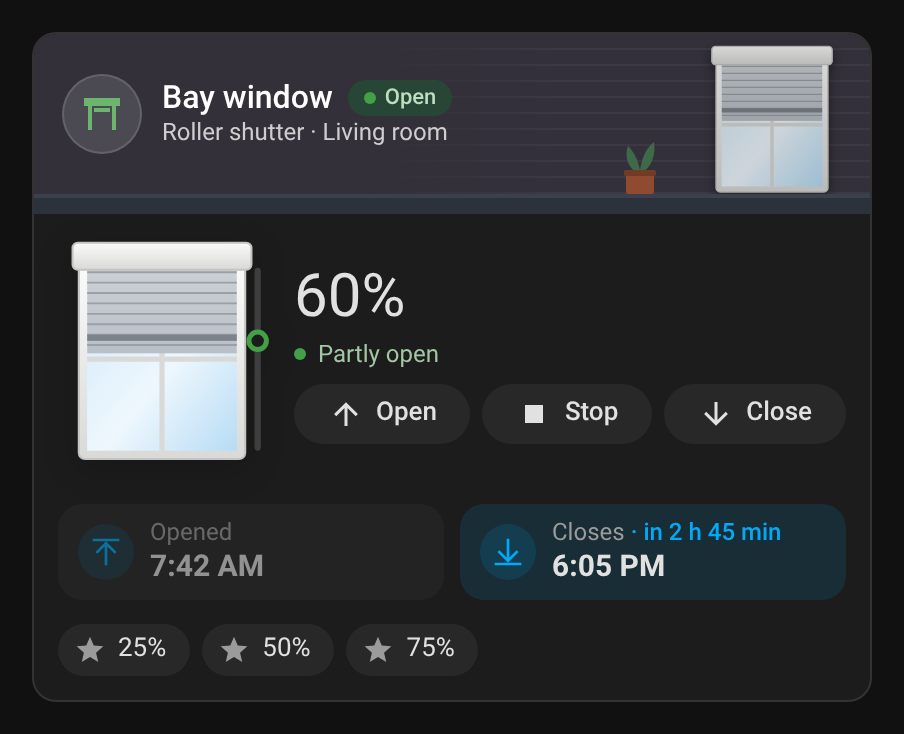 Bay window
Open
Roller shutter · Living room
60%
Partly open
Open
Stop
Close
Opened
7:42 AM
Closes · in 2 h 45 min
6:05 PM
25%
50%
75%